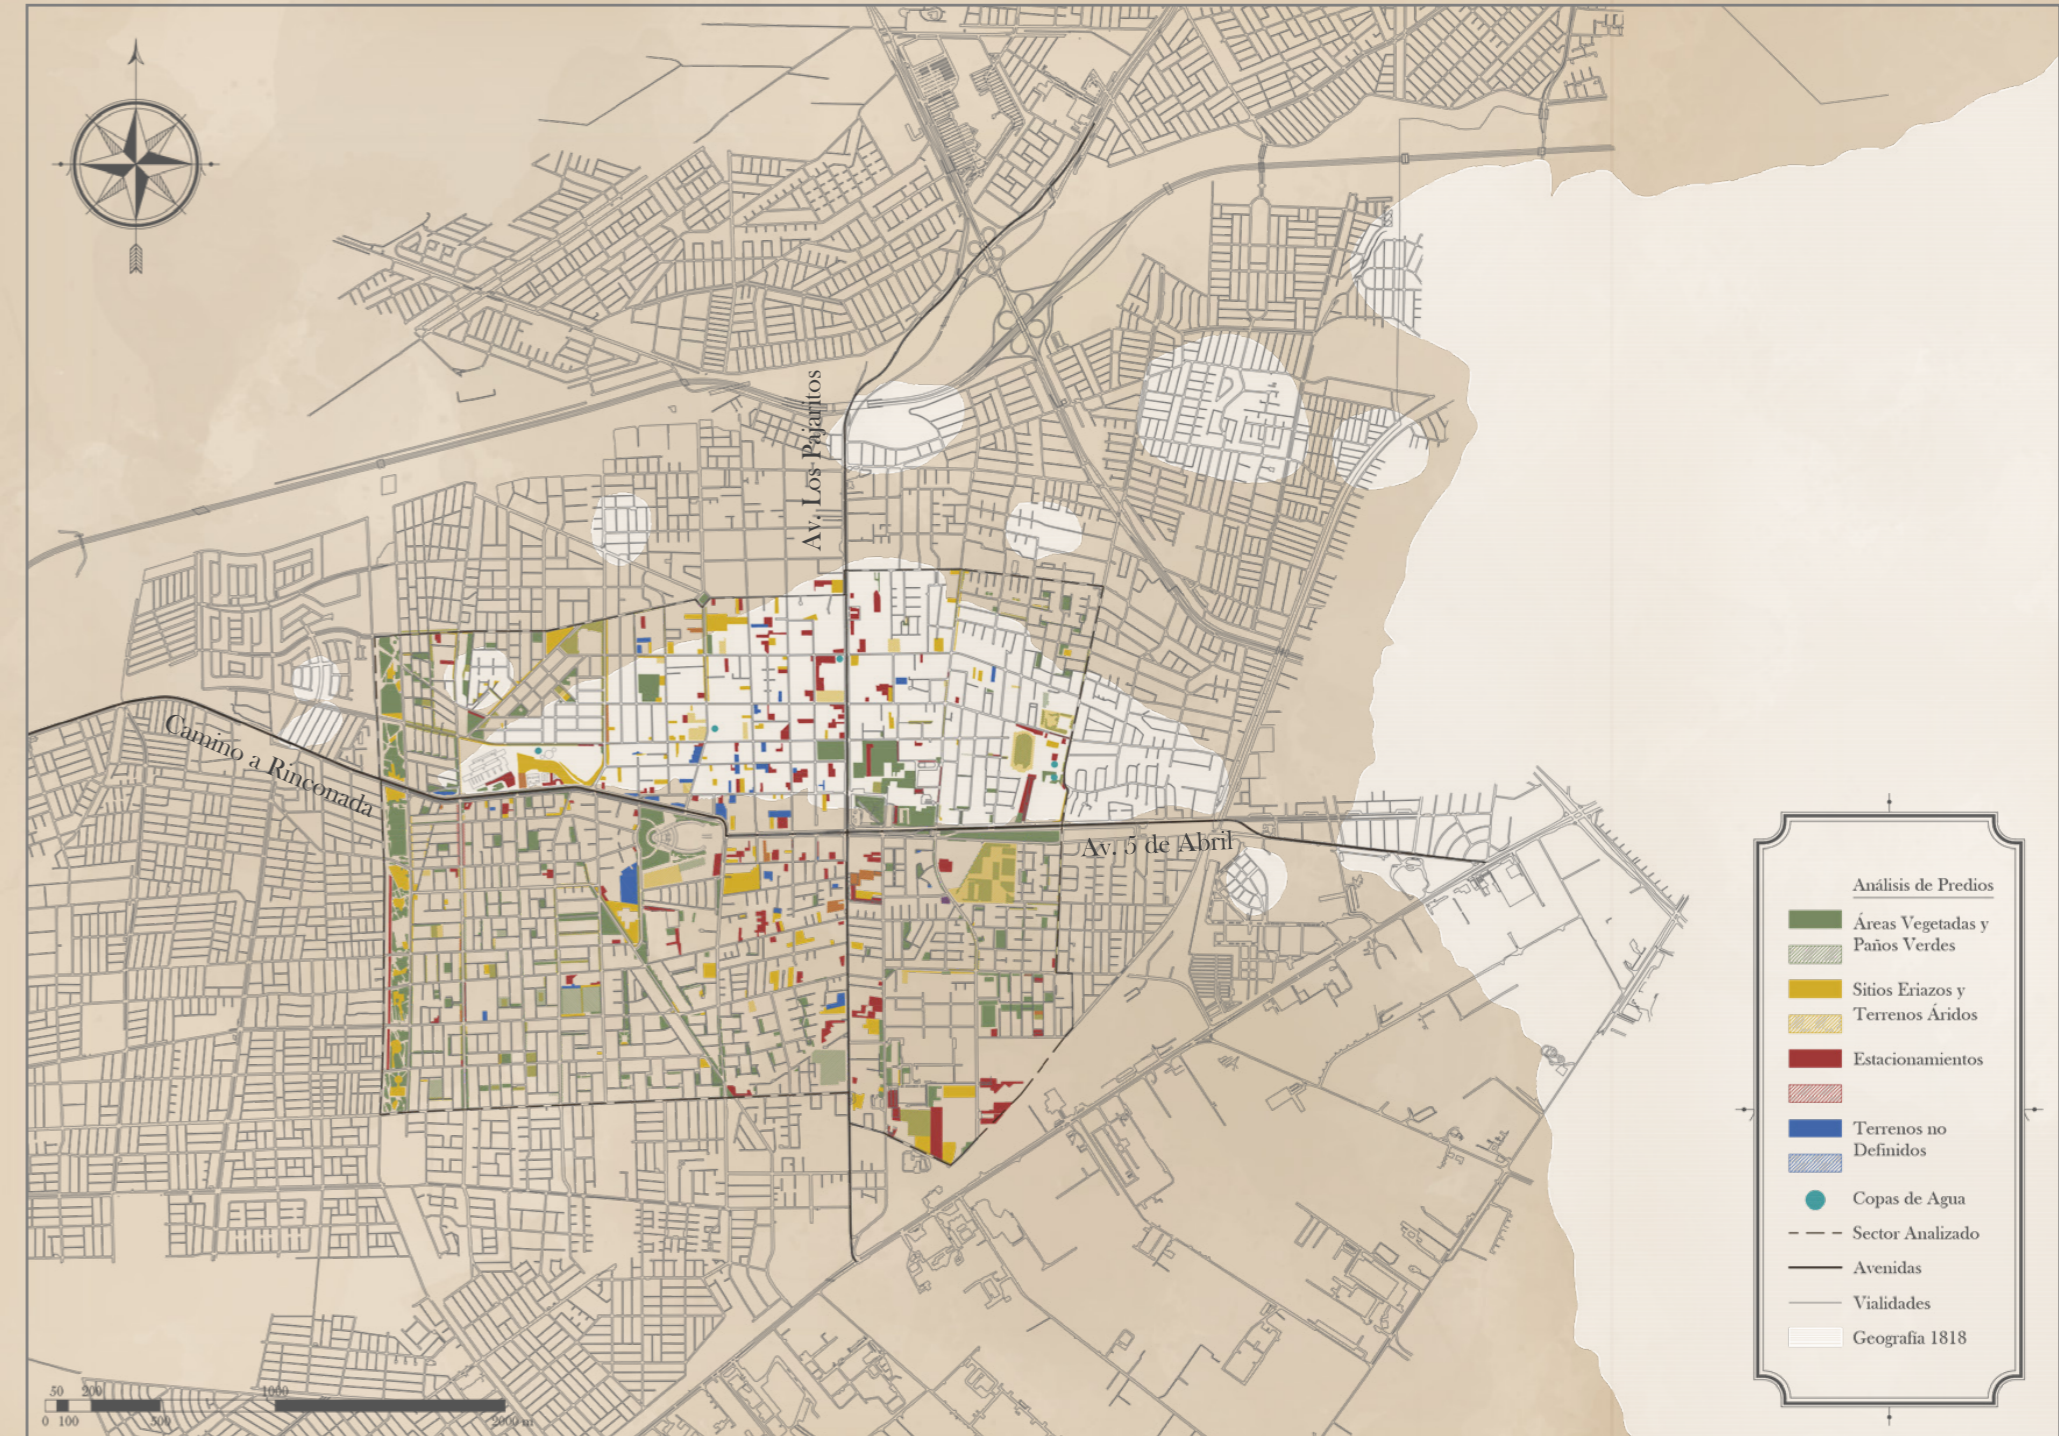 Av. Los Pajaritos
Camino a Rinconada
Av. 5 de Abril
Análisis de Predios
Áreas Vegetadas y
Paños Verdes
Sitios Eriazos y
Terrenos Áridos
Estacionamientos
Terrenos no
Definidos
Copas de Agua
Sector Analizado
Avenidas
Vialidades
Geografia 1818
50 200 1000
0 100 500 2000 m